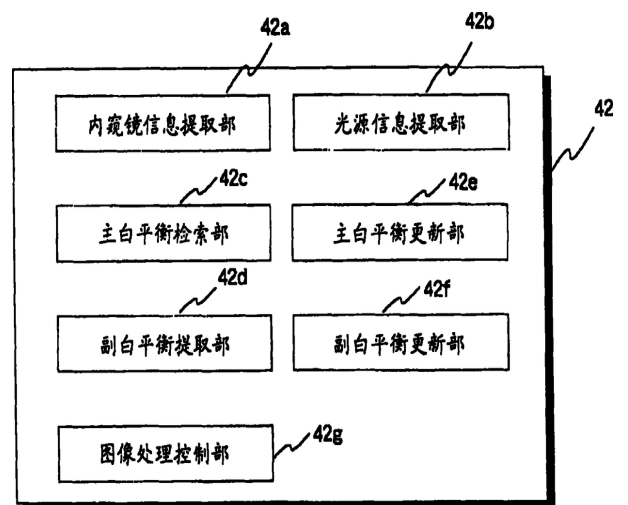 42a
42b
内窥镜信息提取部
光源信息提取部
42
42c
42e
主白平衡检索部
主白平衡更新部
42d
42f
副白平衡提取部
副白平衡更新部
图像处理控制部
42g